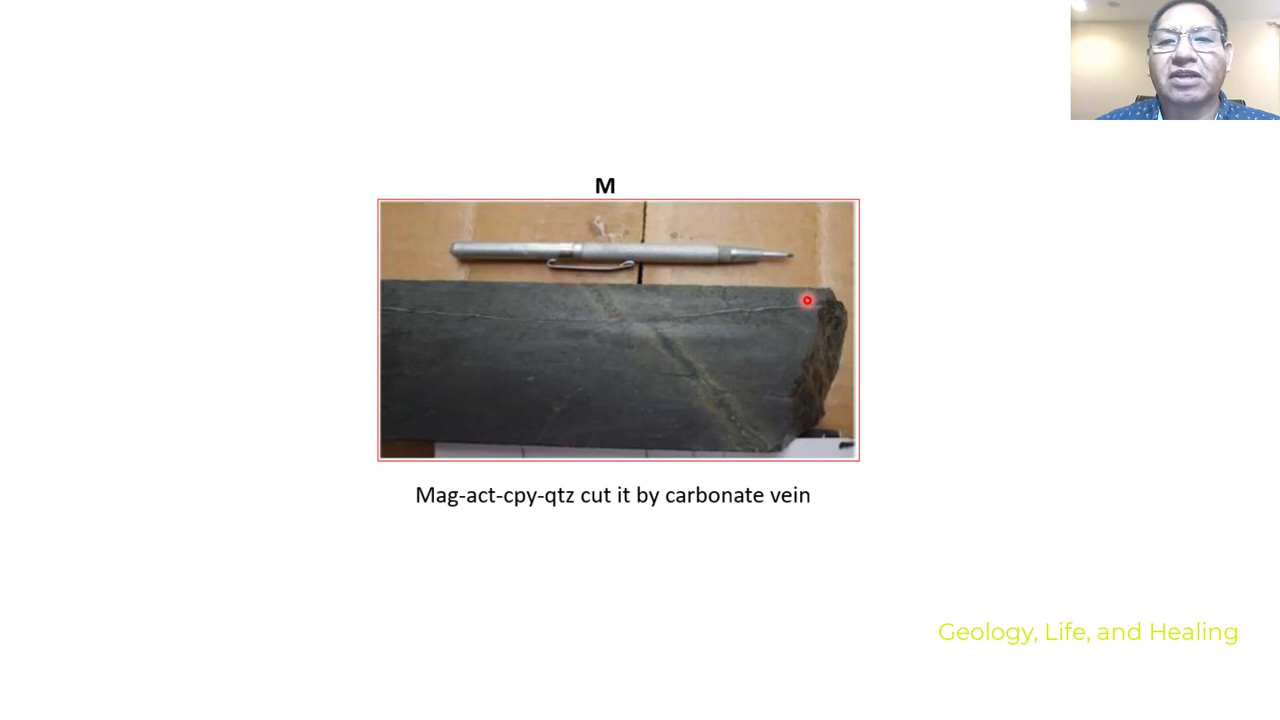 M
Mag-act-cpy-qtz cut it by carbonate vein
Geology, Life, and Healing